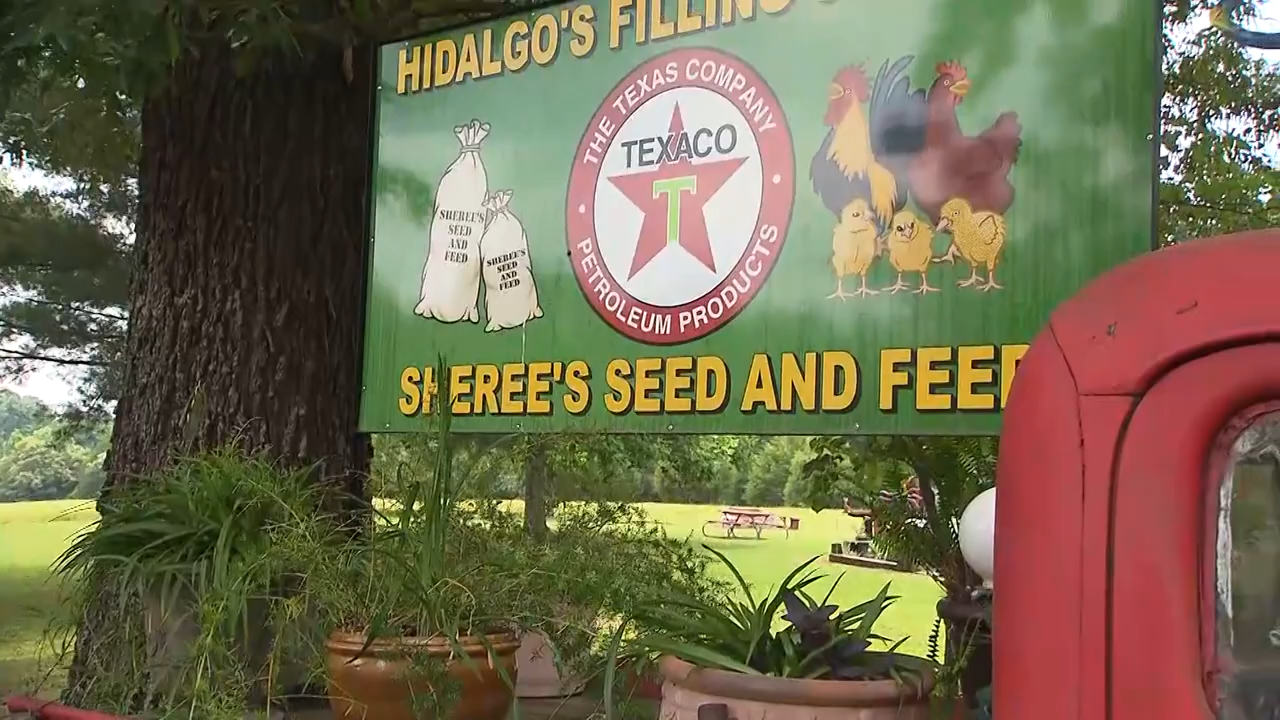 HIDALGO'S FILLING
THE TEXAS COMPANY
TEXACO
T
PETROLEUM PRODUCTS
SHEREE'S
SEED
AND
FEED
SHEREE'S
SEED
AND
FEED
SHEREE'S SEED AND FEED